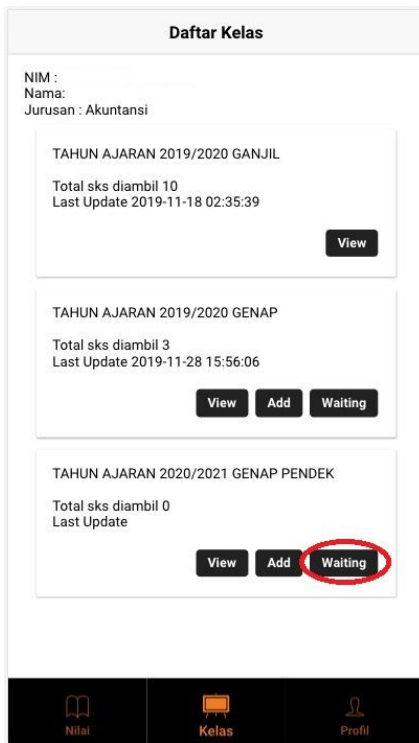 Daftar Kelas
NIM :
Nama:
Jurusan : Akuntansi
TAHUN AJARAN 2019/2020 GANJIL
Total sks diambil 10
Last Update 2019-11-18 02:35:39
View
TAHUN AJARAN 2019/2020 GENAP
Total sks diambil 3
Last Update 2019-11-28 15:56:06
View Add Waiting
TAHUN AJARAN 2020/2021 GENAP PENDEK
Total sks diambil 0
Last Update
View Add Waiting
Nilai Kelas Profil